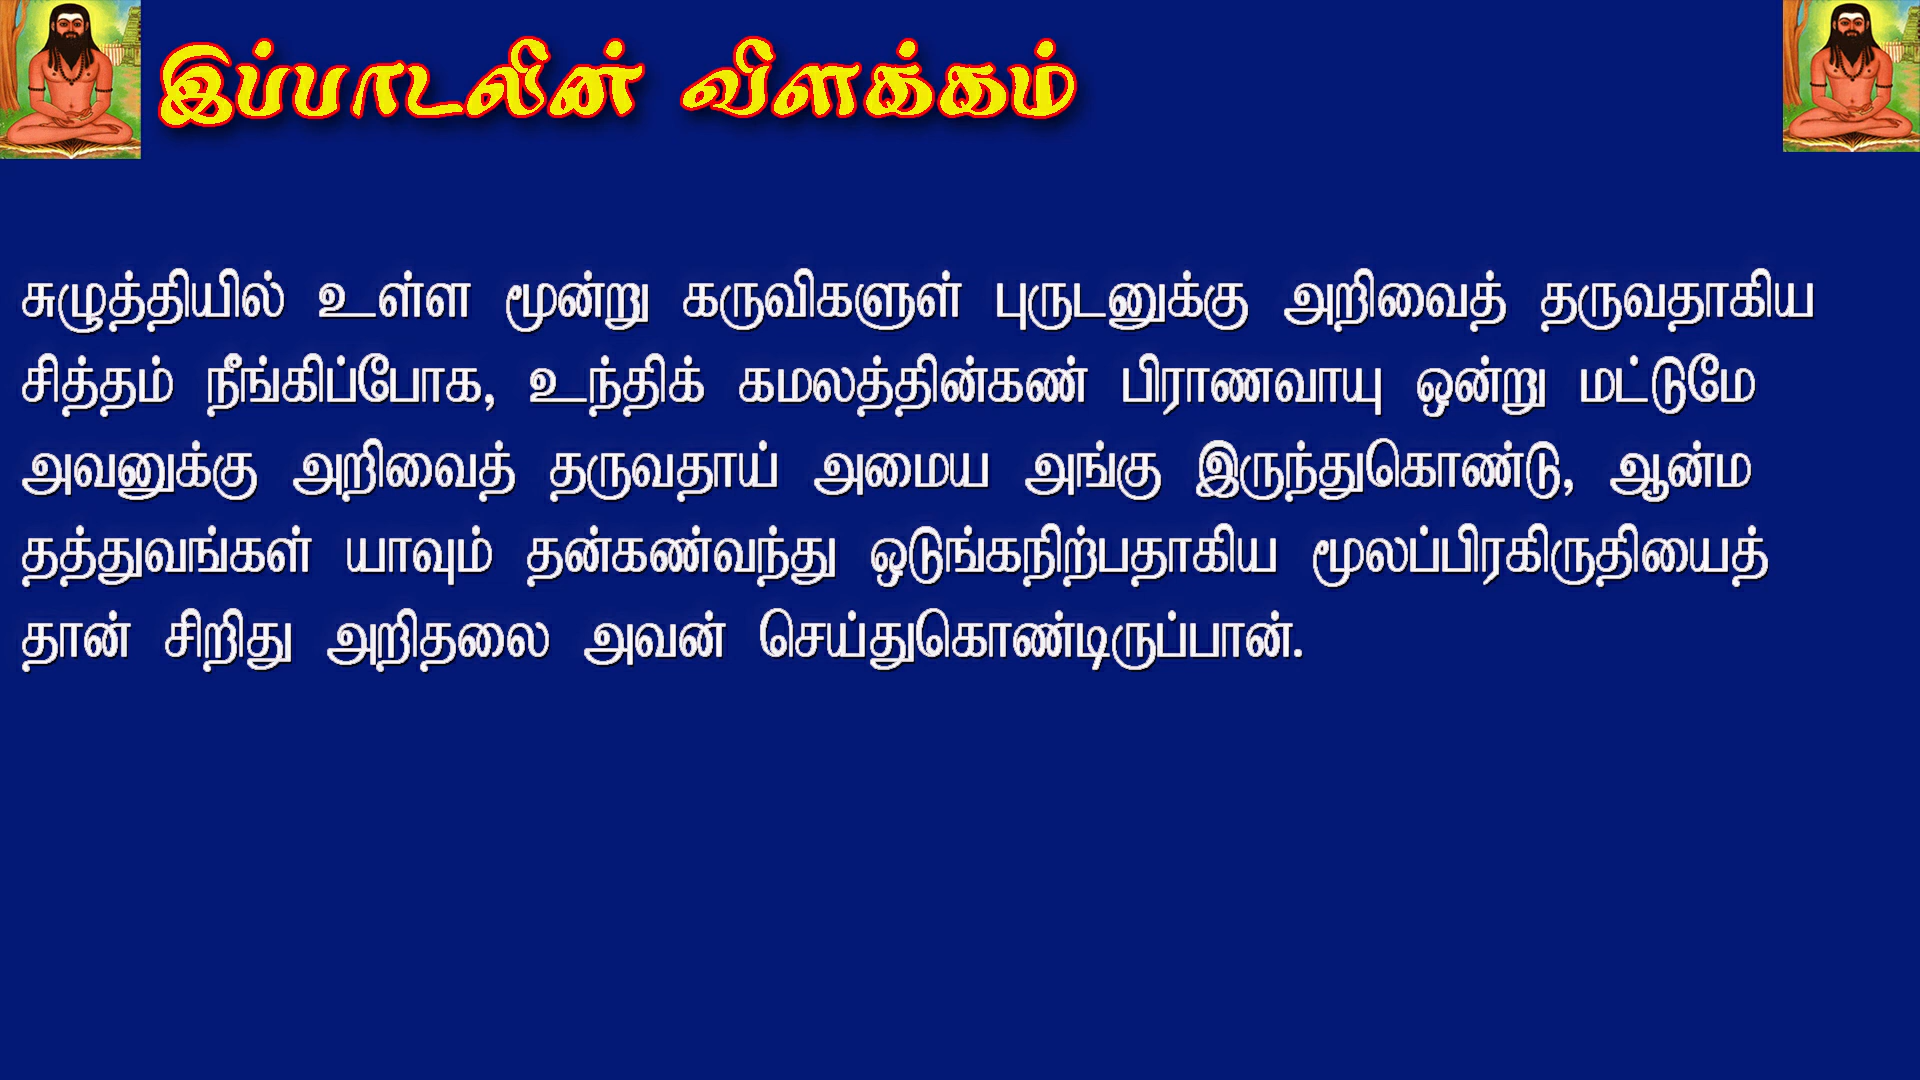 இப்பாடலின் விளக்கம்
சுழுத்தியில் உள்ள மூன்று கருவிகளுள் புருடனுக்கு அறிவைத் தருவதாகிய
சித்தம் நீங்கிப்போக, உந்திக் கமலத்தின்கண் பிராணவாயு ஒன்று மட்டுமே
அவனுக்கு அறிவைத் தருவதாய் அமைய அங்கு இருந்துகொண்டு, ஆன்ம
தத்துவங்கள் யாவும் தன்கண்வந்து ஒடுங்கநிற்பதாகிய மூலப்பிரகிருதியைத்
தான் சிறிது அறிதலை அவன் செய்துகொண்டிருப்பான்.